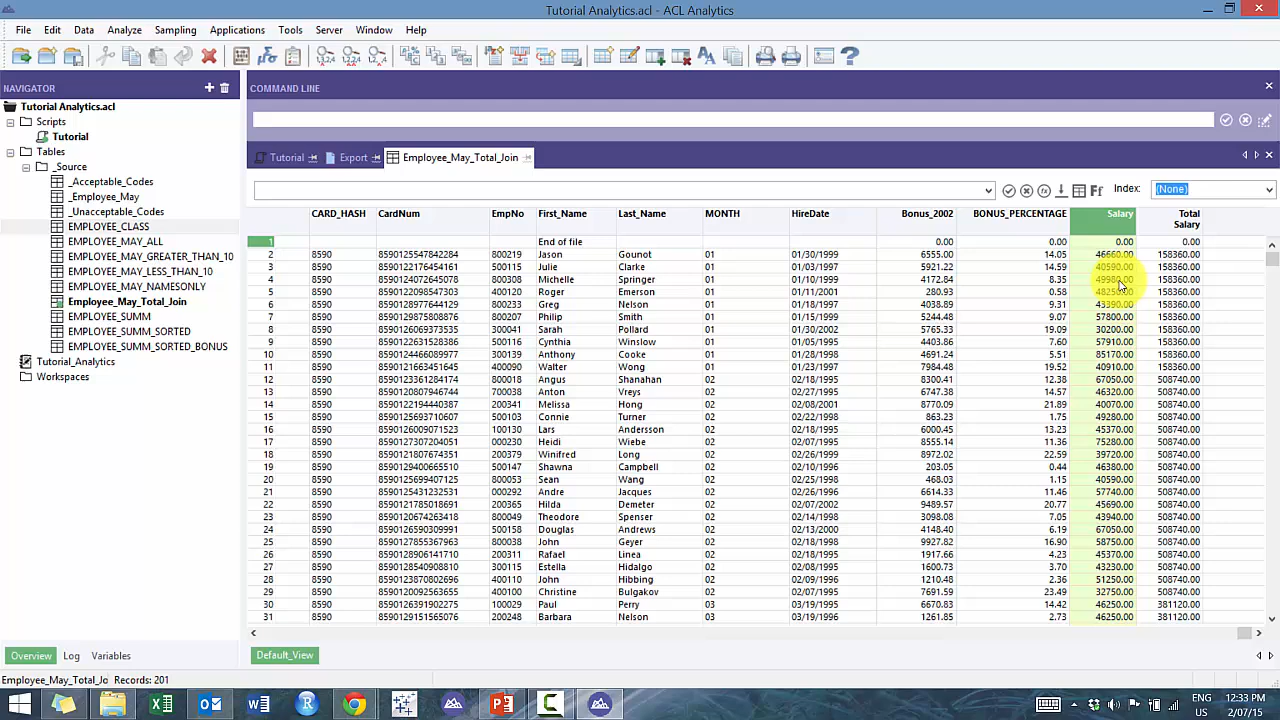 Tutorial Analytics.acl - ACL Analytics
File Edit Data Analyze Sampling Applications Tools Server Window Help
NAVIGATOR
Tutorial Analytics.acl
Scripts
Tutorial
Tables
_Source
_Acceptable_Codes
_Employee_May
_Unacceptable_Codes
EMPLOYEE_CLASS
EMPLOYEE_MAY_ALL
EMPLOYEE_MAY_GREATER_THAN_10
EMPLOYEE_MAY_LESS_THAN_10
EMPLOYEE_MAY_NAMESONLY
Employee_May_Total_Join
EMPLOYEE_SUMM
EMPLOYEE_SUMM_SORTED
EMPLOYEE_SUMM_SORTED_BONUS
Tutorial_Analytics
Workspaces
Overview Log Variables
COMMAND LINE
Tutorial Export Employee_May_Total_Join
Index: (None)
CARD_HASH CardNum EmpNo First_Name Last_Name MONTH HireDate Bonus_2002 BONUS_PERCENTAGE Salary Total Salary
1 End of file 0.00 0.00 0.00 0.00
2 8590 8590125547842284 800219 Jason Gounot 01 01/30/1999 6555.00 14.05 46660.00 158360.00
3 8590 8590122176454161 500115 Julie Clarke 01 01/10/1996 5921.22 14.59 40590.00 158360.00
4 8590 8590124072645078 800308 Michelle Springer 01 01/10/1999 4172.84 8.35 49980.00 158360.00
5 8590 8590122098547303 400120 Roger Emerson 01 01/11/2001 280.93 0.58 158360.00
6 8590 8590128977644129 800233 Greg Nelson 01 01/18/1997 4038.89 9.31 43390.00 158360.00
7 8590 8590129875808876 800207 Philip Smith 01 01/15/1999 5244.48 9.07 57800.00 158360.00
8 8590 8590126069373535 300041 Sarah Pollard 01 01/30/2002 5765.33 19.09 30200.00 158360.00
9 8590 8590122631528386 500116 Cynthia Winslow 01 01/05/1995 4403.86 7.60 57910.00 158360.00
10 8590 8590124466089977 300139 Anthony Cooke 01 01/28/1998 4691.24 5.51 85170.00 158360.00
11 8590 8590121663451645 400090 Walter Wong 01 01/23/1997 7984.48 19.52 40910.00 158360.00
12 8590 8590123361284174 800018 Angus Shanahan 02 02/18/1995 8300.41 12.38 67050.00 508740.00
13 8590 8590120807946744 700038 Anton Vreys 02 02/27/1995 6747.38 14.57 46320.00 508740.00
14 8590 8590122194440387 200310 Melissa Hong 02 02/08/2001 8770.09 21.89 40070.00 508740.00
15 8590 8590125693710607 500103 Connie Turner 02 02/22/1998 863.23 1.75 49280.00 508740.00
16 8590 8590126009071523 100130 Lars Andersson 02 02/18/1995 6000.45 13.23 45370.00 508740.00
17 8590 8590127307204051 000230 Heidi Wiebe 02 02/07/1995 8555.14 11.36 75280.00 508740.00
18 8590 8590121807674351 200379 Winifred Long 02 02/26/1999 8972.02 22.59 39720.00 508740.00
19 8590 8590129400665510 500147 Shawna Campbell 02 02/10/1996 203.05 0.44 46380.00 508740.00
20 8590 8590125699407125 800053 Sean Wang 02 02/25/1998 468.03 1.15 40590.00 508740.00
21 8590 8590125431232531 000292 Andre Jacques 02 02/26/1996 6614.33 11.46 57740.00 508740.00
22 8590 8590121785018691 200365 Hilda Demeter 02 02/07/2002 9489.57 20.77 45690.00 508740.00
23 8590 8590120674263418 800049 Theodore Spenser 02 02/14/1998 3098.08 7.05 43940.00 508740.00
24 8590 8590126590309991 500158 Douglas Andrews 02 02/13/2000 4148.40 6.19 67050.00 508740.00
25 8590 8590127855367963 800038 John Geyer 02 02/18/1998 9927.82 16.90 58750.00 508740.00
26 8590 8590128906141710 200311 Rafael Linea 02 02/18/1995 1917.66 4.23 45370.00 508740.00
27 8590 8590128540908810 300115 Estella Hidalgo 02 02/08/1995 1600.73 3.70 43230.00 508740.00
28 8590 8590123870802696 400110 John Hibbing 02 02/02/1996 1210.48 2.36 51250.00 508740.00
29 8590 8590120092563655 400100 Christine Bulgakov 02 02/07/1995 7691.59 23.49 32750.00 508740.00
30 8590 8590126391902275 100029 Paul Perry 03 03/19/1995 6670.83 14.42 46250.00 381120.00
31 8590 8590129151565076 200248 Barbara Nelson 03 03/19/1996 1261.85 2.73 46250.00 381120.00
Default_View
Employee_May_Total_Jo Records: 201
ENG 12:33 PM
US 2/07/15